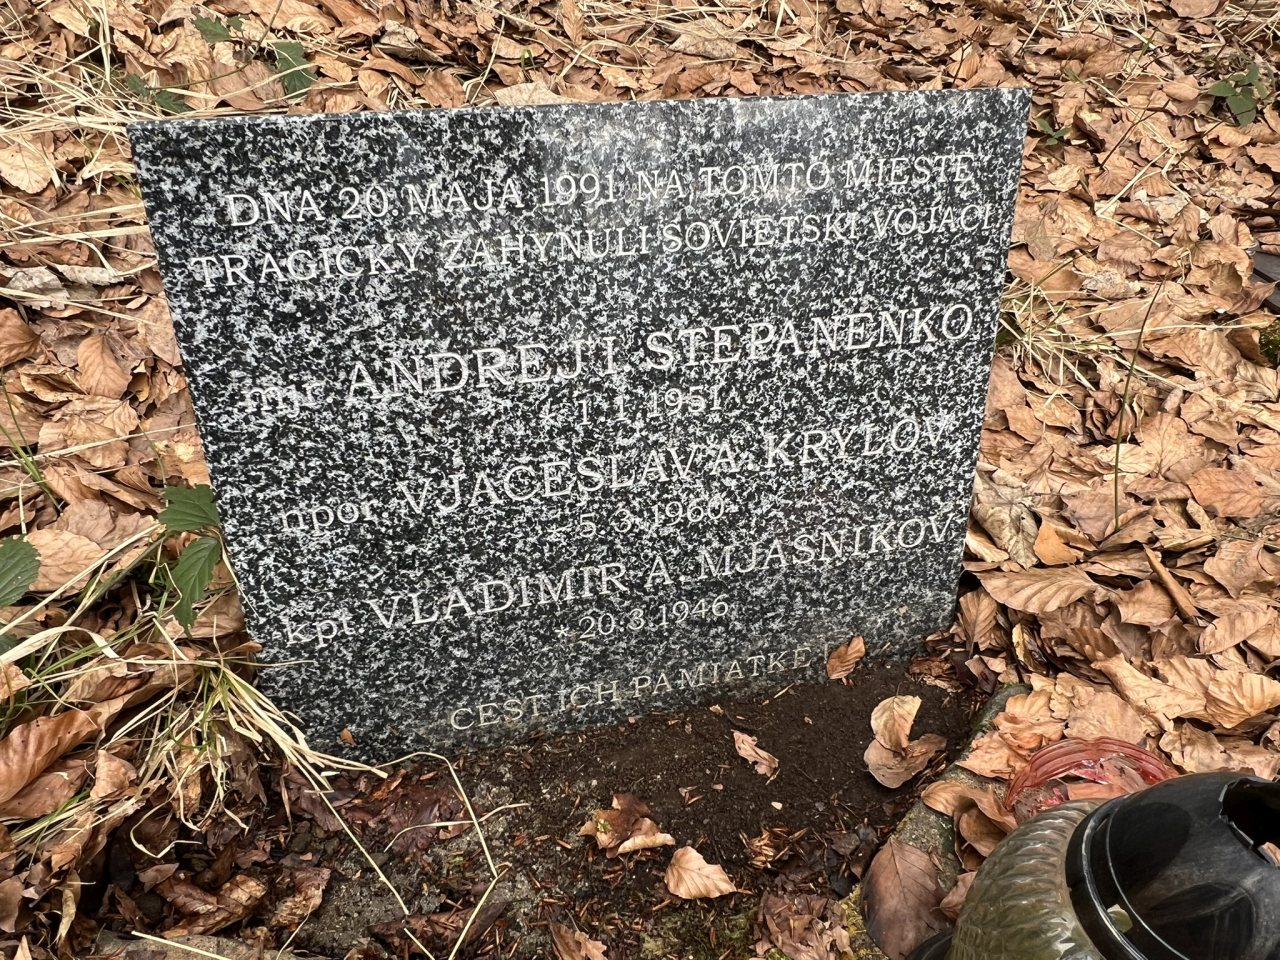 DŇA 20. MÁJA 1991 NA TOMTO MIESTE
TRAGICKY ZAHYNULI SOVIETSKI VOJACI
mjr. ANDREJ I. STEPANENKO
* 1. 1. 1951
npor. VJAČESLAV A. KRYLOV
* 5. 3. 1960
kpt. VLADIMIR A. MJASNIKOV
* 20. 3. 1946
ČESŤ ICH PAMIATKE